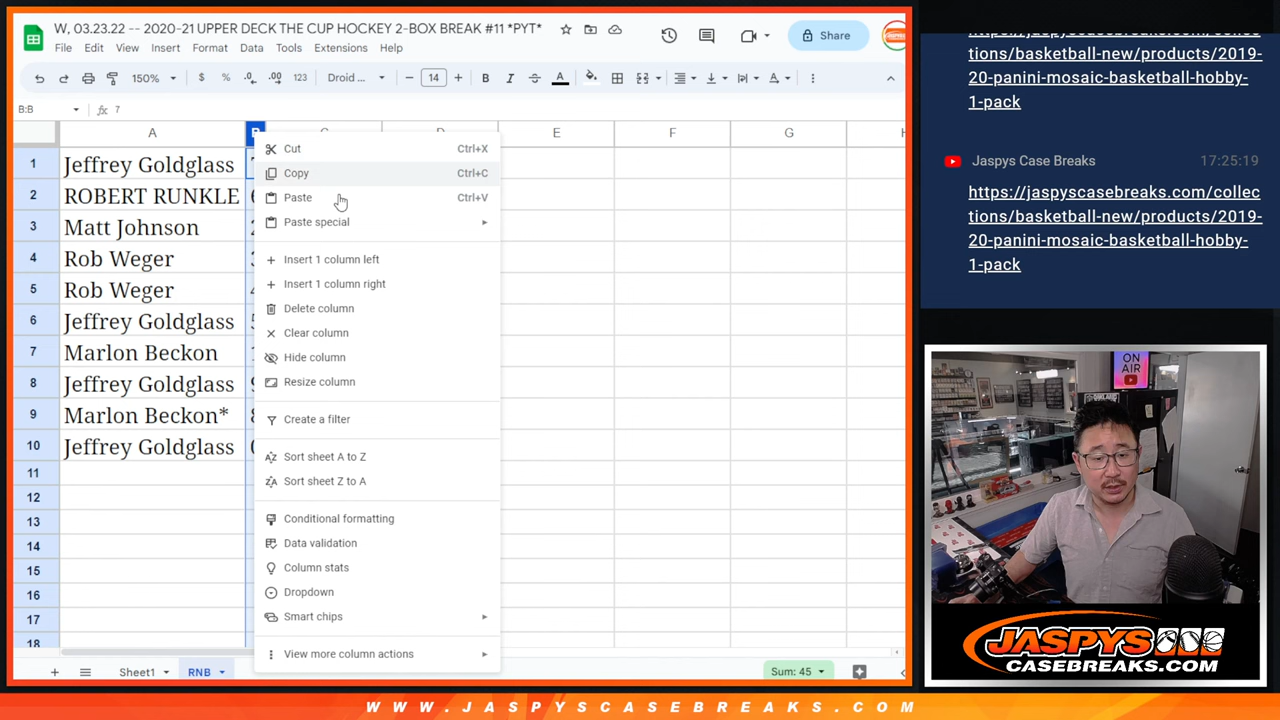 W, 03.23.22 -- 2020-21 UPPER DECK THE CUP HOCKEY 2-BOX BREAK #11 *PYT*
File Edit View Insert Format Data Tools Extensions Help
Share
150% $ % .0 .00 123 Droid ... 14 B I A
B:B fx 7
A B C D E F G H
1 Jeffrey Goldglass
2 ROBERT RUNKLE
3 Matt Johnson
4 Rob Weger
5 Rob Weger
6 Jeffrey Goldglass
7 Marlon Beckon
8 Jeffrey Goldglass
9 Marlon Beckon*
10 Jeffrey Goldglass
11
12
13
14
15
16
17
18
Cut Ctrl+X
Copy Ctrl+C
Paste Ctrl+V
Paste special
Insert 1 column left
Insert 1 column right
Delete column
Clear column
Hide column
Resize column
Create a filter
Sort sheet A to Z
Sort sheet Z to A
Conditional formatting
Data validation
Column stats
Dropdown
Smart chips
View more column actions
Sheet1 RNB
Sum: 45
https://jaspyscasebreaks.com/collec
tions/basketball-new/products/2019-
20-panini-mosaic-basketball-hobby-
1-pack
Jaspys Case Breaks 17:25:19
https://jaspyscasebreaks.com/collec
tions/basketball-new/products/2019-
20-panini-mosaic-basketball-hobby-
1-pack
ON
AIR
JASPYS
CASEBREAKS.COM
WWW.JASPYSCASEBREAKS.COM